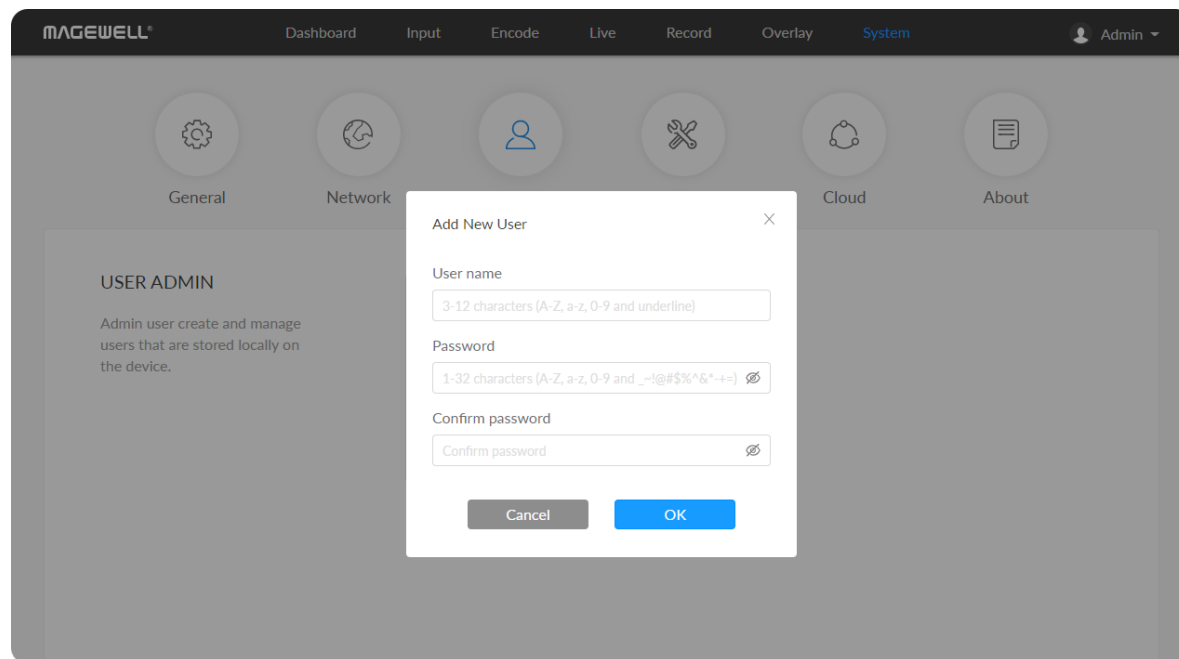 MAGEWELL® Dashboard Input Encode Live Record Overlay System Admin
General Network Cloud About
Add New User
User name
3-12 characters (A-Z, a-z, 0-9 and underline)
Password
1-32 characters (A-Z, a-z, 0-9 and _~!@#$%^&*-+=)
Confirm password
Confirm password
Cancel OK
USER ADMIN
Admin user create and manage
users that are stored locally on
the device.